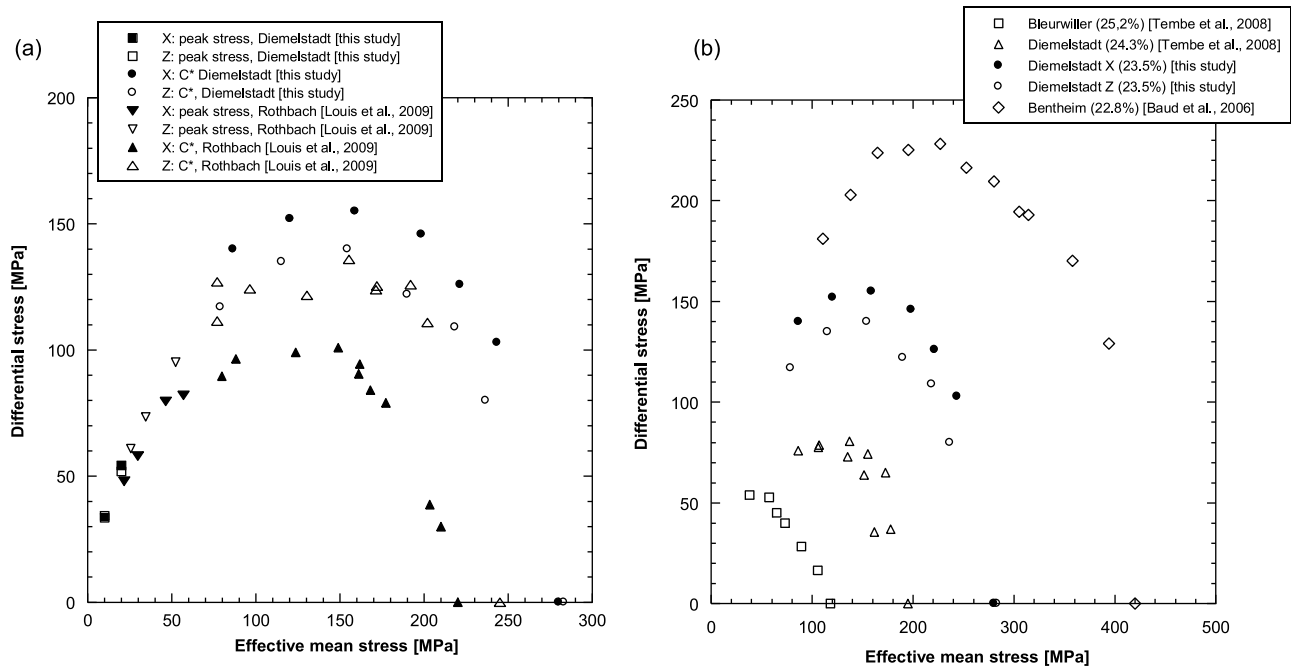 (a)
X: peak stress, Diemelstadt [this study]
Z: peak stress, Diemelstadt [this study]
X: C* Diemelstadt [this study]
Z: C*, Diemelstadt [this study]
X: peak stress, Rothbach [Louis et al., 2009]
Z: peak stress, Rothbach [Louis et al., 2009]
X: C*, Rothbach [Louis et al., 2009]
Z: C*, Rothbach [Louis et al., 2009]
200
150
100
50
0
Differential stress [MPa]
0 50 100 150 200 250 300
Effective mean stress [MPa]
(b)
Bleurwiller (25,2%) [Tembe et al., 2008]
Diemelstadt (24.3%) [Tembe et al., 2008]
Diemelstadt X (23.5%) [this study]
Diemelstadt Z (23.5%) [this study]
Bentheim (22.8%) [Baud et al., 2006]
250
200
150
100
50
0
Differential stress [MPa]
0 100 200 300 400 500
Effective mean stress [MPa]